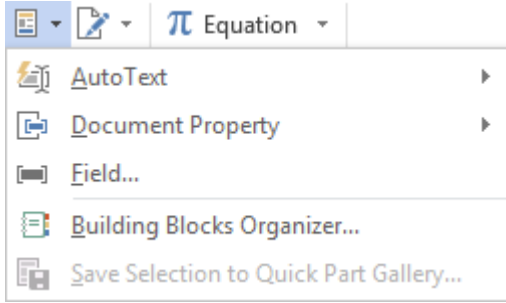 π Equation
AutoText
Document Property
Field...
Building Blocks Organizer...
Save Selection to Quick Part Gallery...